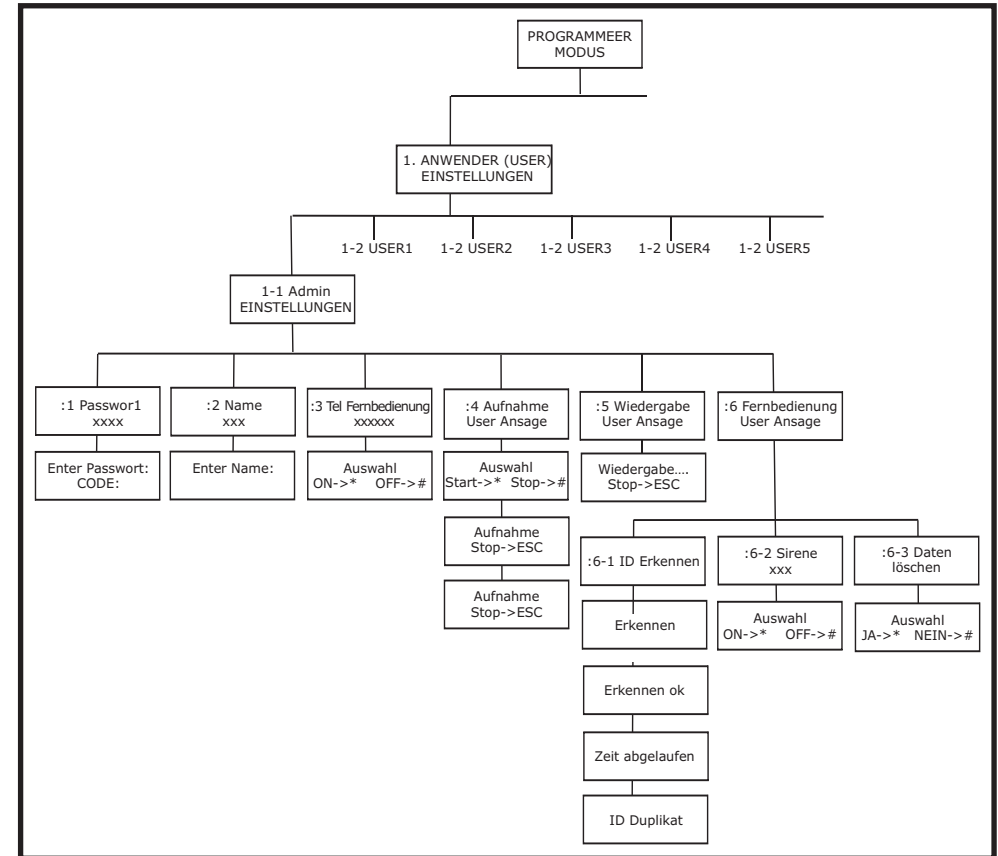 PROGRAMMEER
MODUS
1. ANWENDER (USER)
EINSTELLUNGEN
1-2 USER1
1-2 USER2
1-2 USER3
1-2 USER4
1-2 USER5
1-1 Admin
EINSTELLUNGEN
:1 Passwor1
xxxx
:2 Name
xxx
:3 Tel Fernbedienung
xxxxxx
:4 Aufnahme
User Ansage
:5 Wiedergabe
User Ansage
:6 Fernbedienung
User Ansage
Enter Passwort:
CODE:
Enter Name:
Auswahl
ON->* OFF->#
Auswahl
Start->* Stop->#
Wiedergabe....
Stop->ESC
Aufnahme
Stop->ESC
Aufnahme
Stop->ESC
:6-1 ID Erkennen
:6-2 Sirene
xxx
:6-3 Daten
löschen
Erkennen
Auswahl
ON->* OFF->#
Auswahl
JA->* NEIN->#
Erkennen ok
Zeit abgelaufen
ID Duplikat